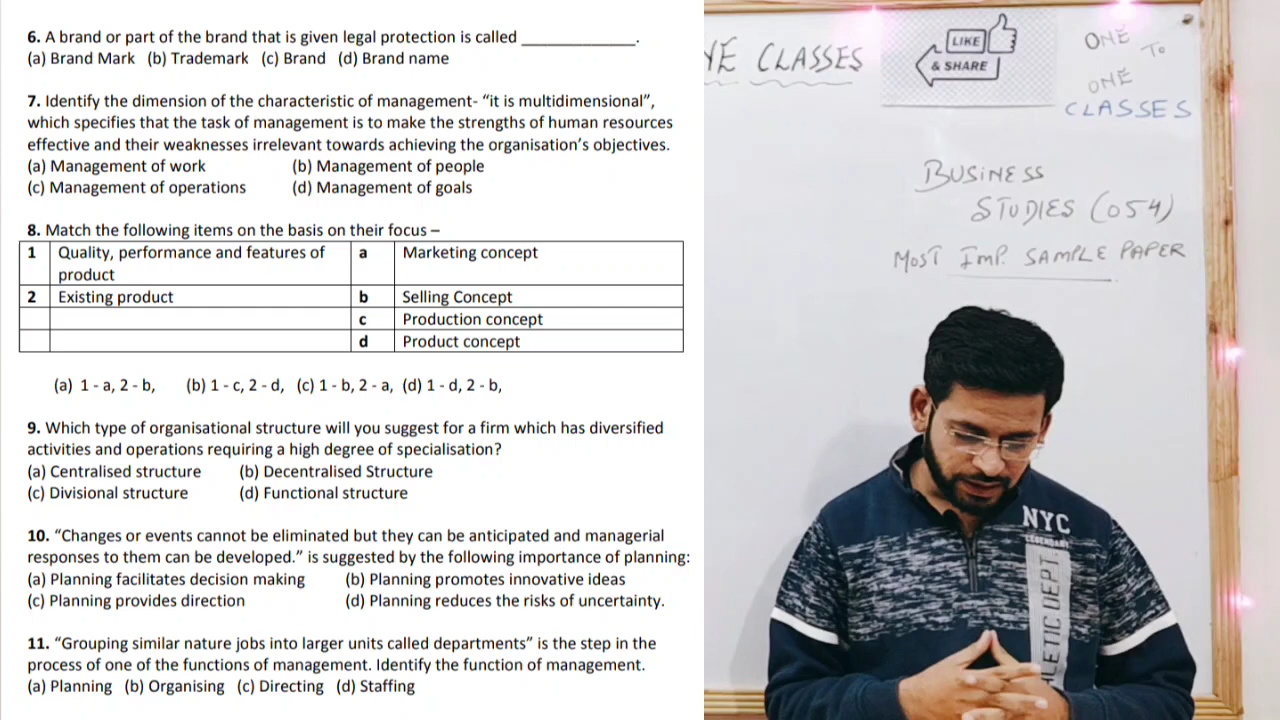 6. A brand or part of the brand that is given legal protection is called ______________.
(a) Brand Mark (b) Trademark (c) Brand (d) Brand name
7. Identify the dimension of the characteristic of management- “it is multidimensional”,
which specifies that the task of management is to make the strengths of human resources
effective and their weaknesses irrelevant towards achieving the organisation’s objectives.
(a) Management of work (b) Management of people
(c) Management of operations (d) Management of goals
8. Match the following items on the basis on their focus –
1 Quality, performance and features of a Marketing concept
product
2 Existing product b Selling Concept
c Production concept
d Product concept
(a) 1 - a, 2 - b, (b) 1 - c, 2 - d, (c) 1 - b, 2 - a, (d) 1 - d, 2 - b,
9. Which type of organisational structure will you suggest for a firm which has diversified
activities and operations requiring a high degree of specialisation?
(a) Centralised structure (b) Decentralised Structure
(c) Divisional structure (d) Functional structure
10. “Changes or events cannot be eliminated but they can be anticipated and managerial
responses to them can be developed.” is suggested by the following importance of planning:
(a) Planning facilitates decision making (b) Planning promotes innovative ideas
(c) Planning provides direction (d) Planning reduces the risks of uncertainty.
11. “Grouping similar nature jobs into larger units called departments” is the step in the
process of one of the functions of management. Identify the function of management.
(a) Planning (b) Organising (c) Directing (d) Staffing
CLASSES
LIKE
& SHARE
ONE
To
ONE
CLASSES
BUSINESS
STUDIES (054)
MOST IMP. SAMPLE PAPER
NYC
LEGENDARY
LETIC DEPT.